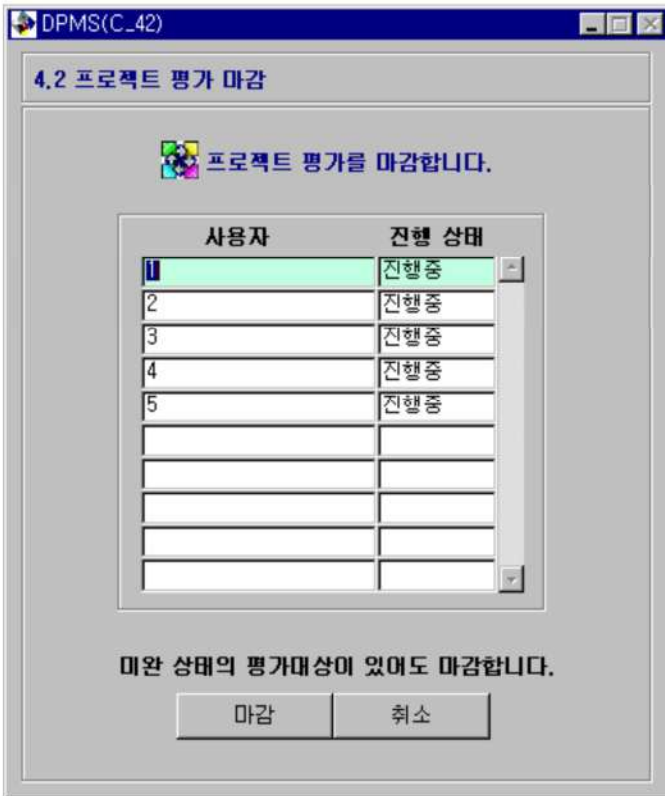 DPMS(C_42)
4.2 프로젝트 평가 마감
프로젝트 평가를 마감합니다.
사용자 진행 상태
1 진행중
2 진행중
3 진행중
4 진행중
5 진행중
미완 상태의 평가대상이 있어도 마감합니다.
마감 취소